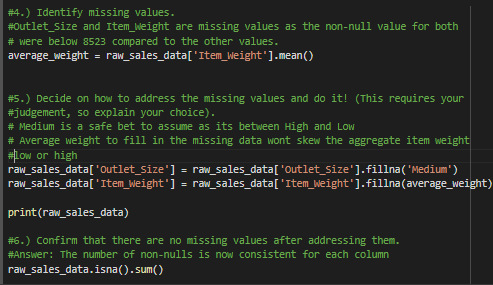 #4.) Identify missing values.
#Outlet_Size and Item_Weight are missing values as the non-null value for both
# were below 8523 compared to the other values.
average_weight = raw_sales_data['Item_Weight'].mean()
#5.) Decide on how to address the missing values and do it! (This requires your
#judgement, so explain your choice).
# Medium is a safe bet to assume as its between High and Low
# Average weight to fill in the missing data wont skew the aggregate item weight
#low or high
raw_sales_data['Outlet_Size'] = raw_sales_data['Outlet_Size'].fillna('Medium')
raw_sales_data['Item_Weight'] = raw_sales_data['Item_Weight'].fillna(average_weight)
print(raw_sales_data)
#6.) Confirm that there are no missing values after addressing them.
#Answer: The number of non-nulls is now consistent for each column
raw_sales_data.isna().sum()